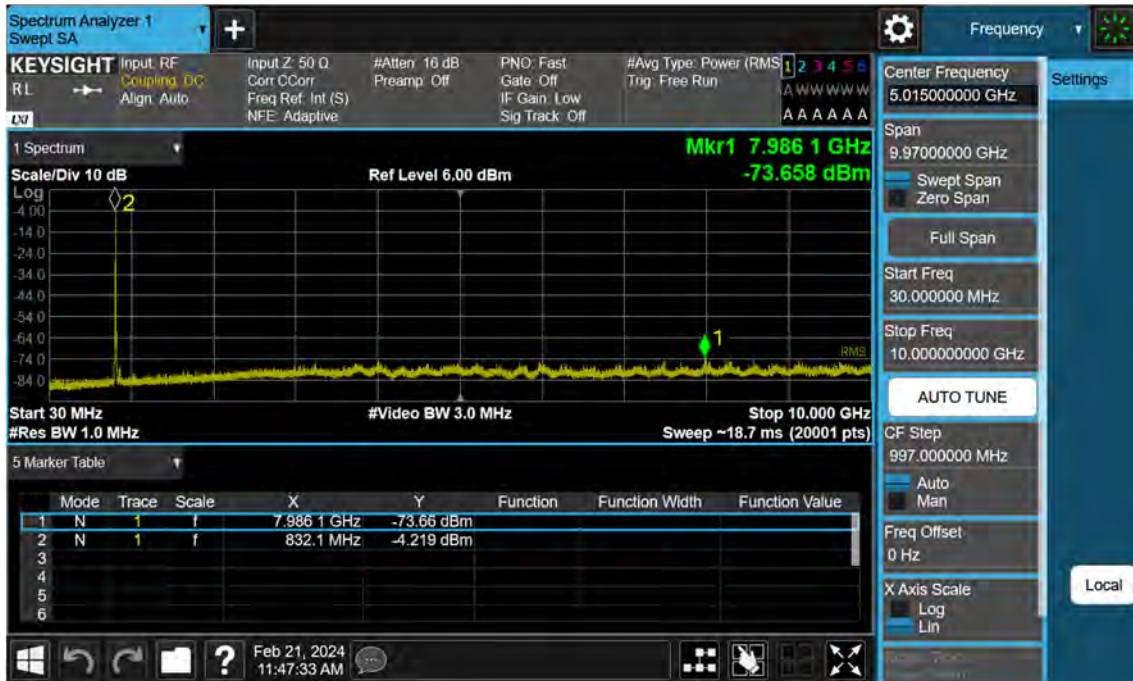 Spectrum Analyzer 1
Swept SA
Frequency
KEYSIGHT
RL
LXI
Input: RF
Coupling: DC
Align: Auto
Input Z: 50 Ω
Corr CCorr
Freq Ref: Int (S)
NFE: Adaptive
#Atten: 16 dB
Preamp: Off
PNO: Fast
Gate: Off
IF Gain: Low
Sig Track: Off
#Avg Type: Power (RMS
Trig: Free Run
1 2 3 4 5 6
A W W W W W
A A A A A A
1 Spectrum
Scale/Div 10 dB
Log
Ref Level 6.00 dBm
Mkr1 7.986 1 GHz
-73.658 dBm
-4.00
-14.0
-24.0
-34.0
-44.0
-54.0
-64.0
-74.0
-84.0
2
1
RMS
Start 30 MHz
#Video BW 3.0 MHz
Stop 10.000 GHz
#Res BW 1.0 MHz
Sweep ~18.7 ms (20001 pts)
5 Marker Table
Mode Trace Scale X Y Function Function Width Function Value
1 N 1 f 7.986 1 GHz -73.66 dBm
2 N 1 f 832.1 MHz -4.219 dBm
3
4
5
6
?
Feb 21, 2024
11:47:33 AM
Center Frequency
5.015000000 GHz
Settings
Span
9.97000000 GHz
Swept Span
Zero Span
Full Span
Start Freq
30.000000 MHz
Stop Freq
10.000000000 GHz
AUTO TUNE
CF Step
997.000000 MHz
Auto
Man
Freq Offset
0 Hz
X Axis Scale
Log
Lin
Local